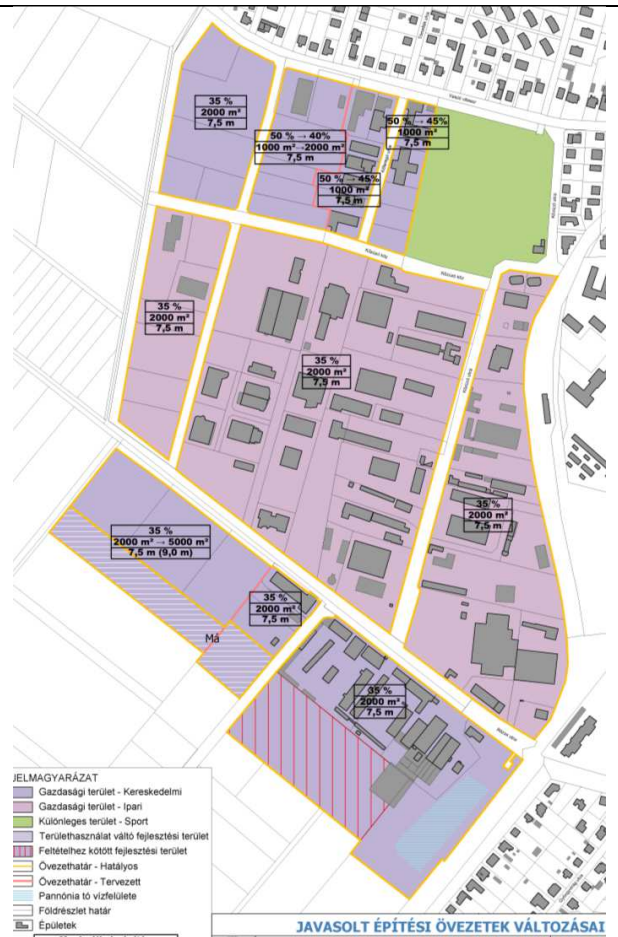 35 %
2000 m²
7,5 m
50 % → 40%
1000 m²→2000 m²
7,5 m
50 % → 45%
1000 m²
7,5 m
50 % → 45%
1000 m²
7,5 m
35 %
2000 m²
7,5 m
35 %
2000 m²
7,5 m
35 %
2000 m²
7,5 m
35 %
2000 m² → 5000 m²
7,5 m (9,0 m)
35 %
2000 m²
7,5 m
Má
35 %
2000 m²
7,5 m
JELMAGYARÁZAT
Gazdasági terület - Kereskedelmi
Gazdasági terület - Ipari
Különleges terület - Sport
Területhasználat váltó fejlesztési terület
Feltételhez kötött fejlesztési terület
Övezethatár - Hatályos
Övezethatár - Tervezett
Pannónia tó vízfelülete
Földrészlet határ
Épületek
JAVASOLT ÉPÍTÉSI ÖVEZETEK VÁLTOZÁSAI